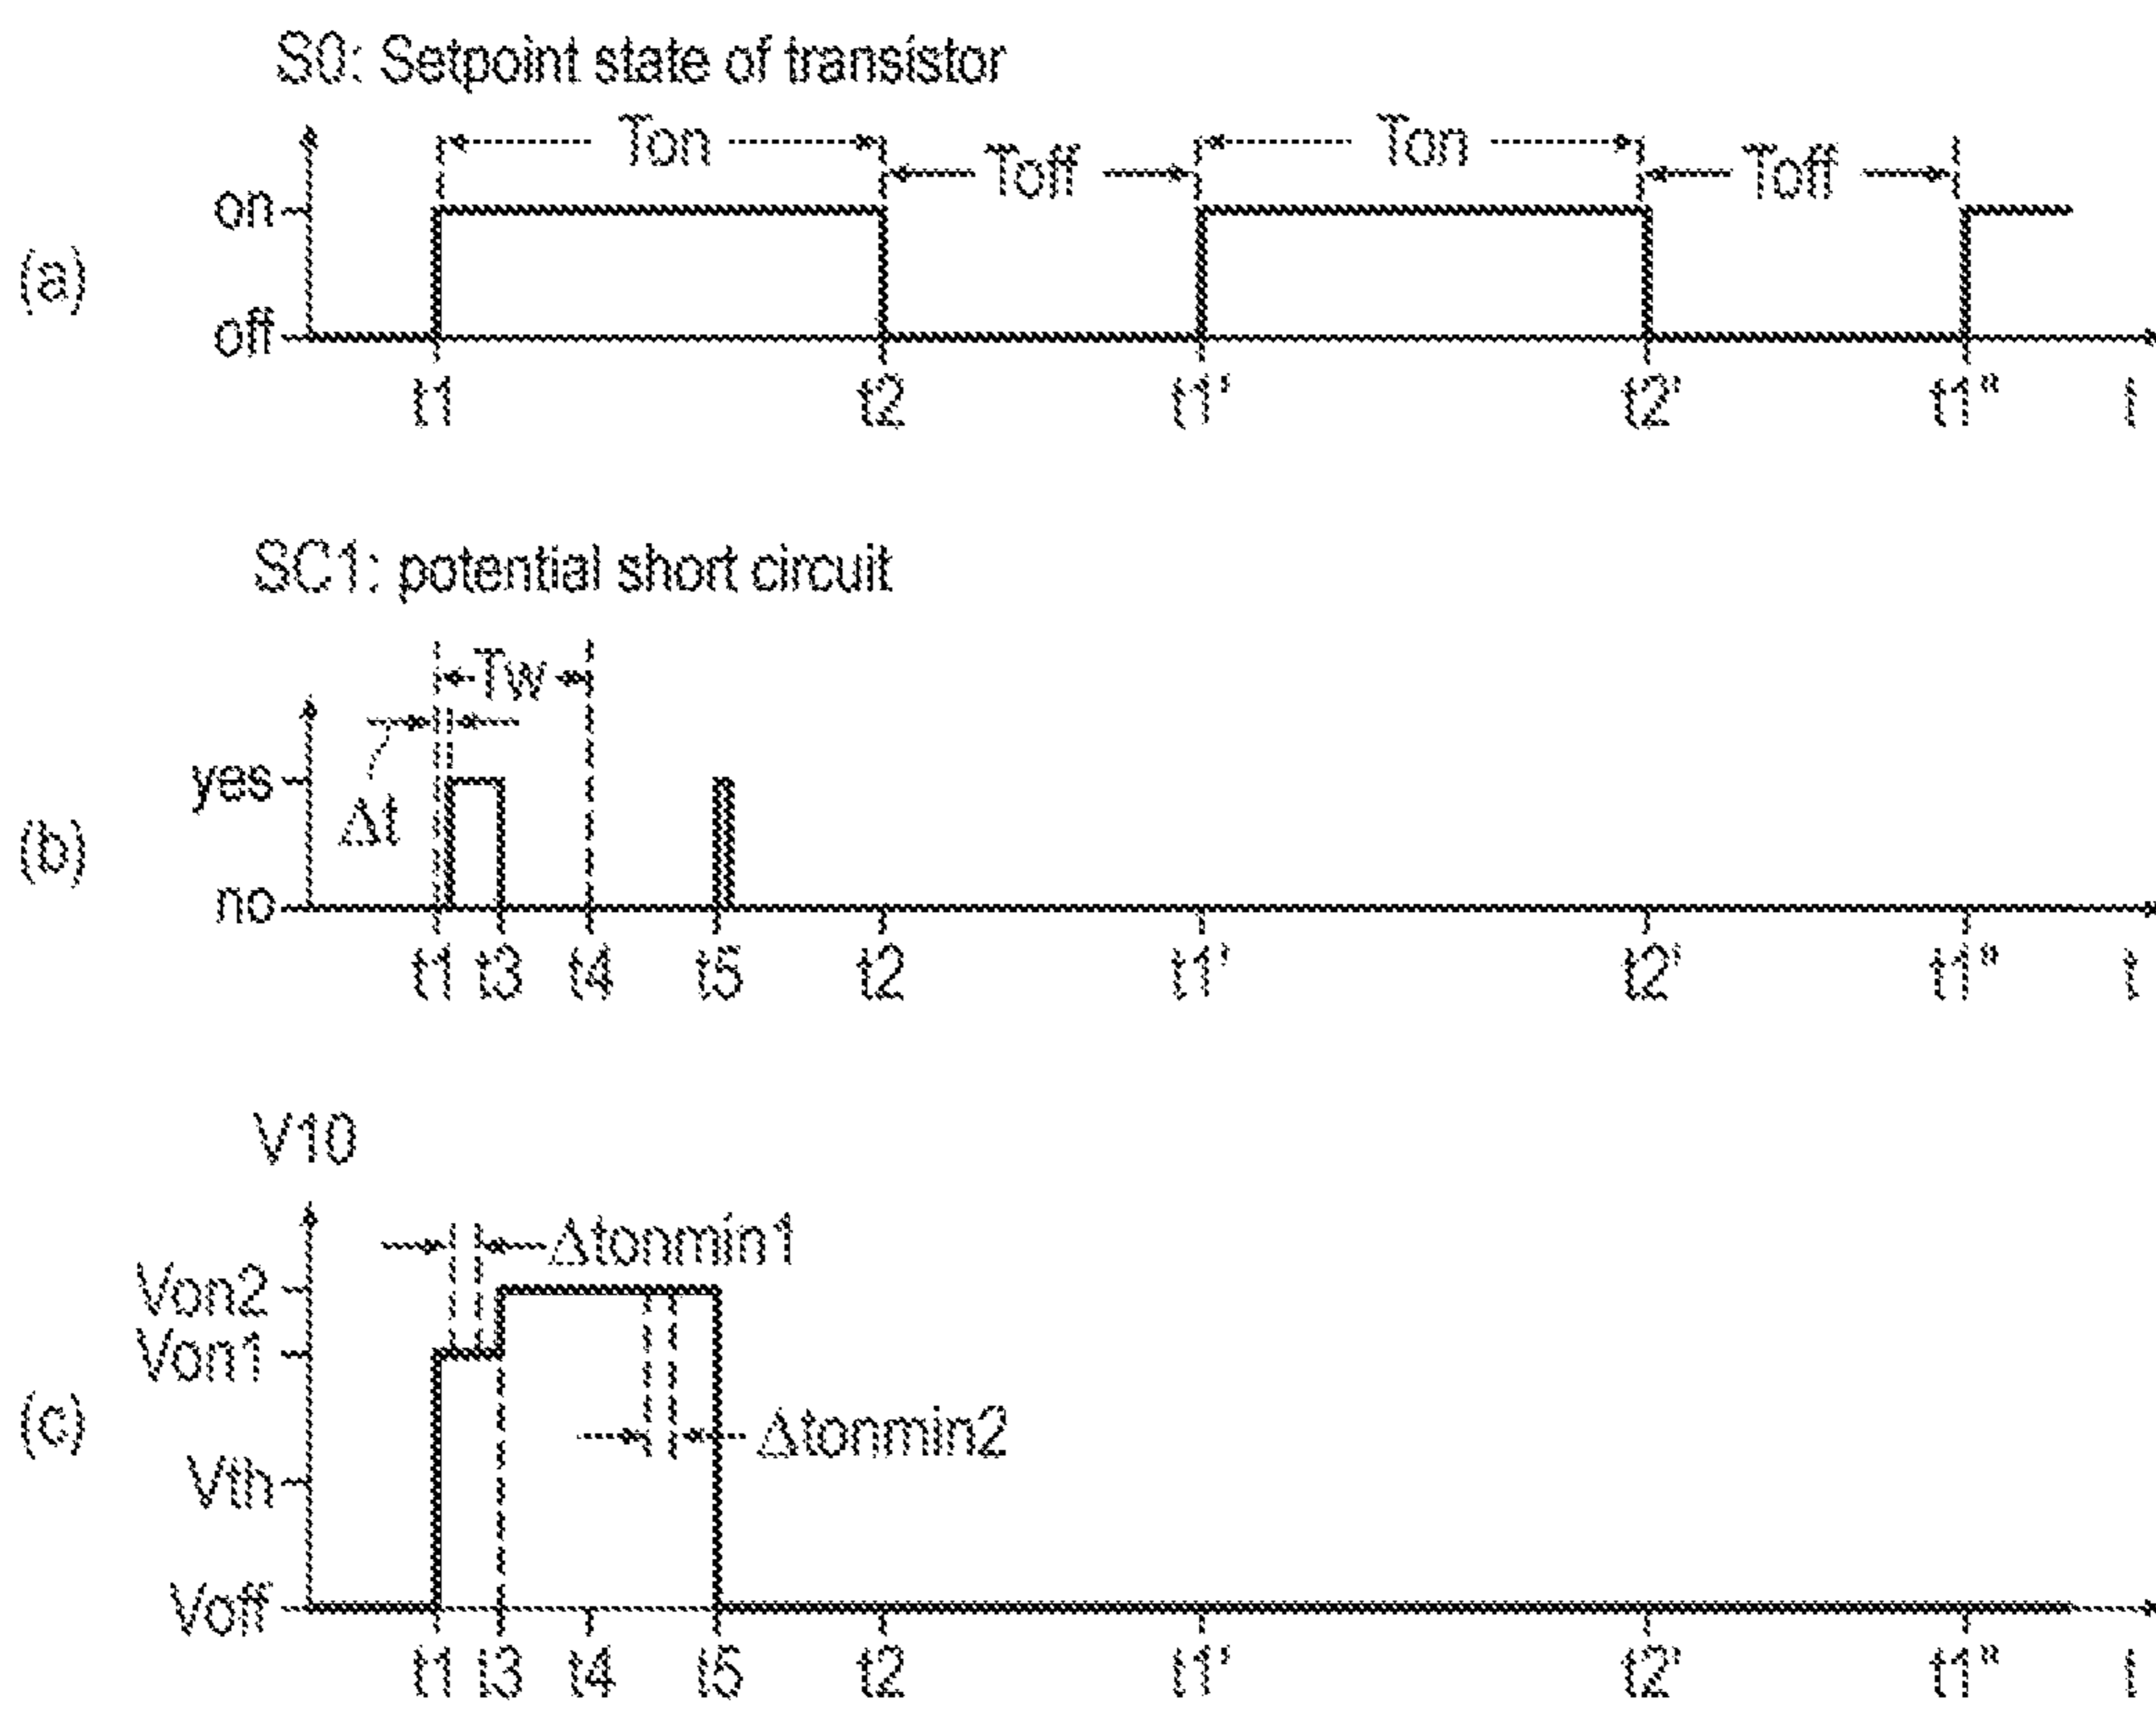 S0: Setpoint state of transistor
Ton Ton
Toff Toff
on
(a)
off
t1 t2 t1' t2' t1" t
SC1: potential short circuit
Tw
yes
Δt
(b)
no
t1 t3 t4 t5 t2 t1' t2' t1" t
V10
Δtonmin1
Von2
Von1
(c)
Δtonmin2
Vth
Voff
t1 t3 t4 t5 t2 t1' t2' t1" t